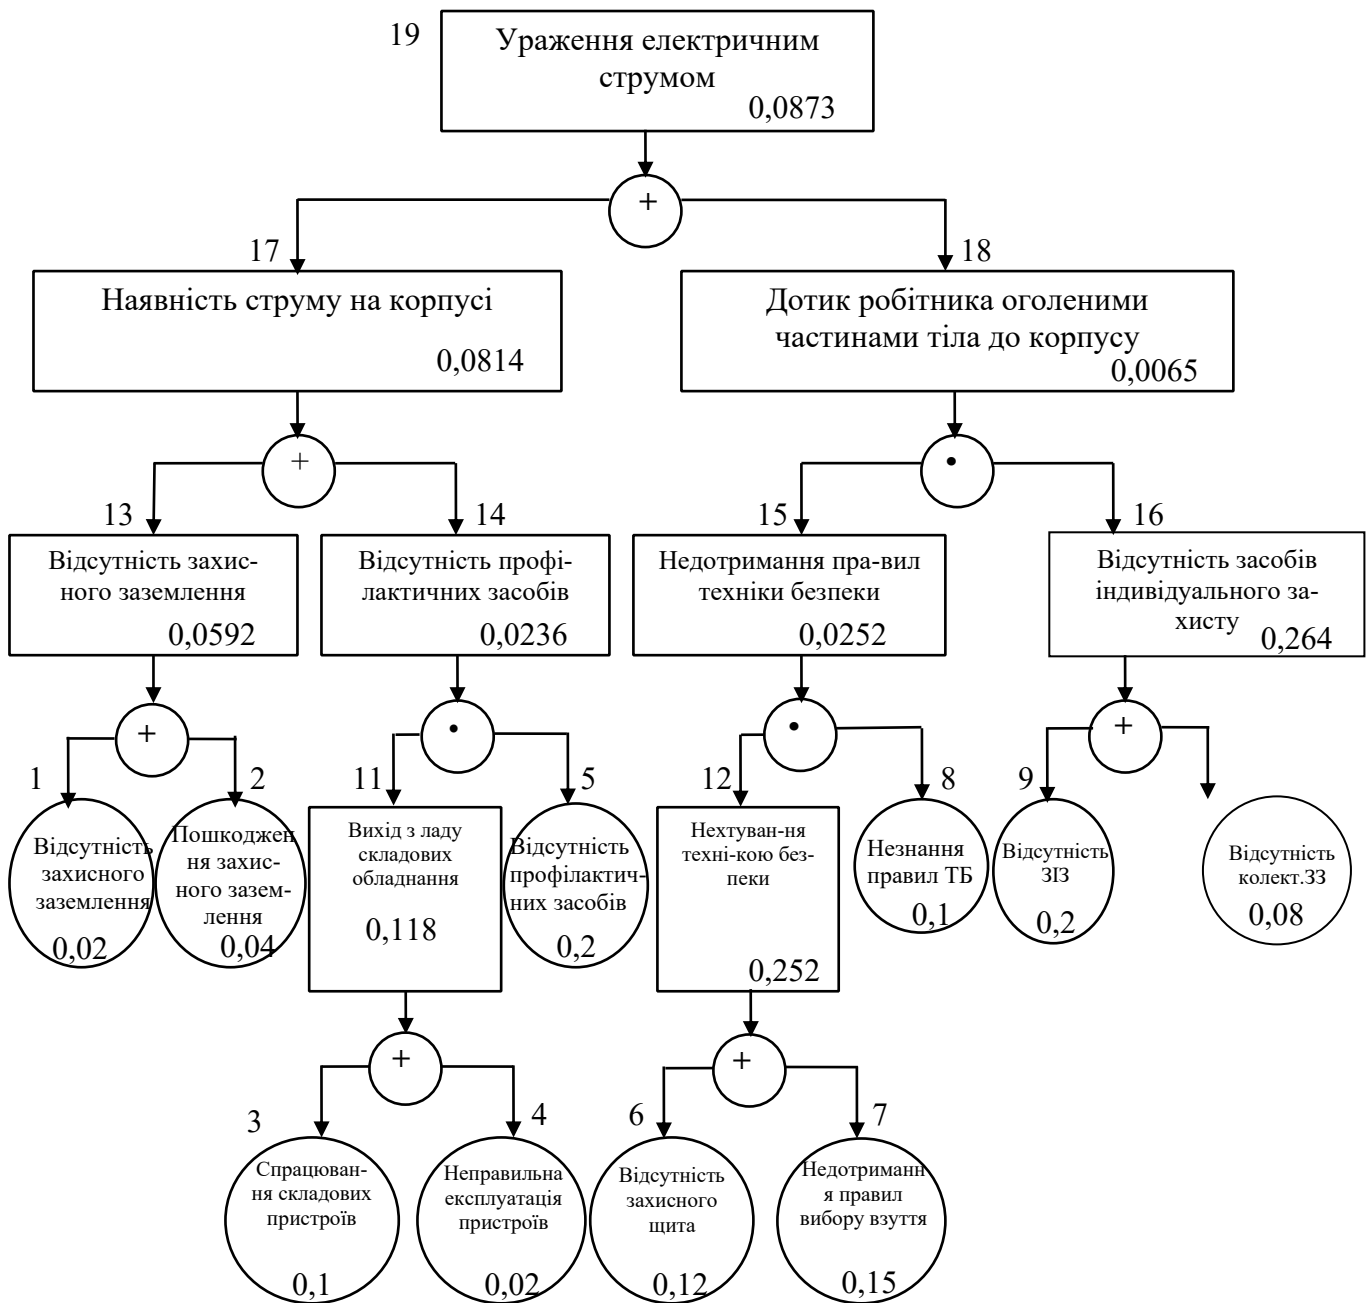 19
Ураження електричним
струмом
0,0873
+
17
18
Наявність струму на корпусі
0,0814
Дотик робітника оголеними
частинами тіла до корпусу
0,0065
+
•
13
14
15
16
Відсутність захис-
ного заземлення
0,0592
Відсутність профі-
лактичних засобів
0,0236
Недотримання пра-вил
техніки безпеки
0,0252
Відсутність засобів
індивідуального за-
хисту
0,264
+
•
•
+
1
2
11
5
12
8
9
Відсутність
захисного
заземлення
0,02
Пошкоджен
ня захис-
ного зазем-
лення
0,04
Вихід з ладу
складових
обладнання
0,118
Відсутність
профілактич-
них засобів
0,2
Нехтуван-ня
техні-кою без-
пеки
0,252
Незнання
правил ТБ
0,1
Відсутність
ЗІЗ
0,2
Відсутність
колект.ЗЗ
0,08
+
+
3
4
6
7
Спрацюван-
ня складових
пристроїв
0,1
Неправильна
експлуатація
пристроїв
0,02
Відсутність
захисного
щита
0,12
Недотриманн
я правил
вибору взуття
0,15